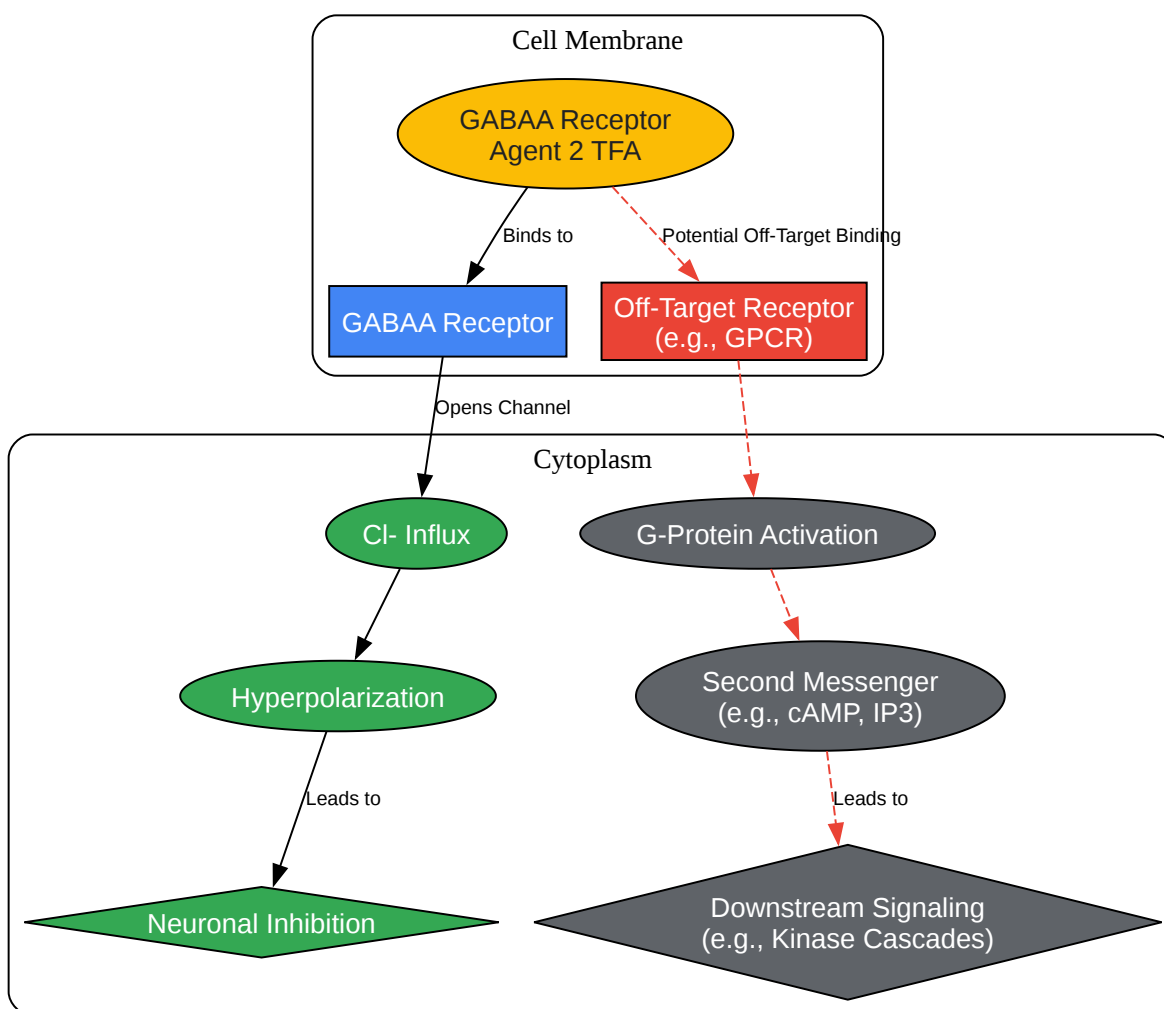 Cell Membrane
GABAA Receptor
Agent 2 TFA
Binds to
Potential Off-Target Binding
GABAA Receptor
Off-Target Receptor
(e.g., GPCR)
Opens Channel
Cytoplasm
Cl- Influx
G-Protein Activation
Hyperpolarization
Second Messenger
(e.g., cAMP, IP3)
Leads to
Leads to
Neuronal Inhibition
Downstream Signaling
(e.g., Kinase Cascades)